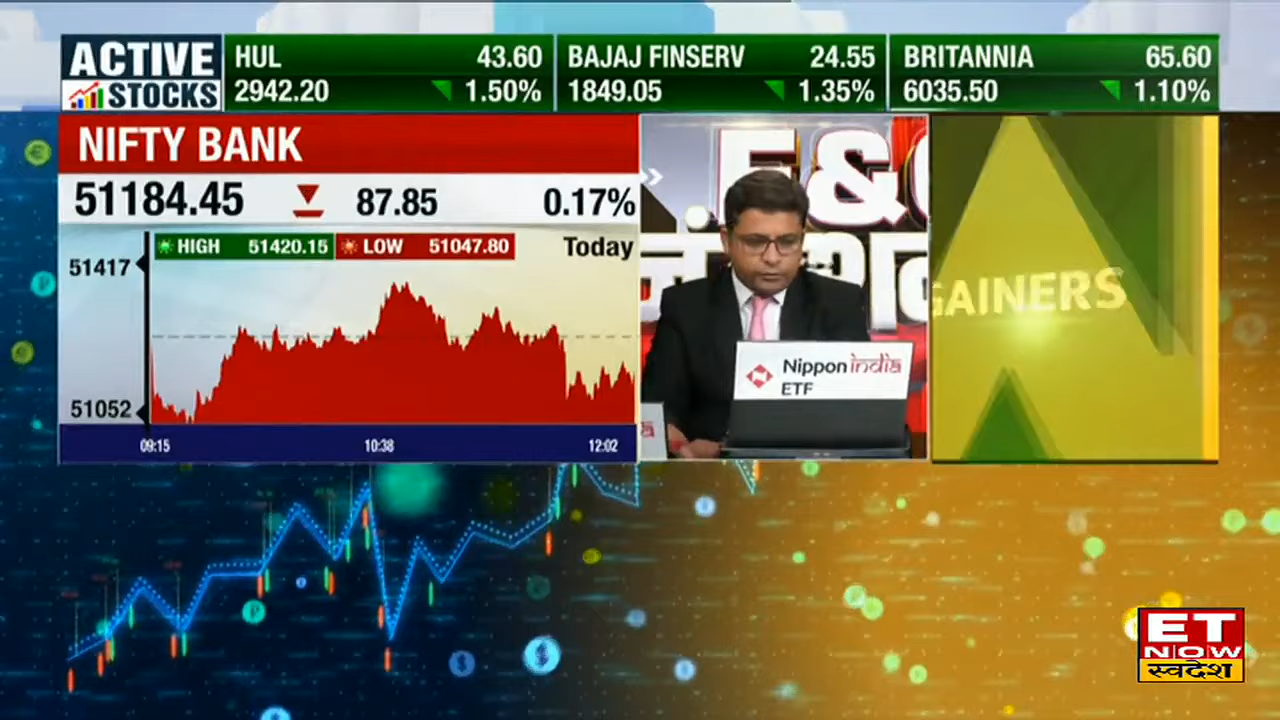 ACTIVE
STOCKS
HUL 43.60
2942.20 1.50%
BAJAJ FINSERV 24.55
1849.05 1.35%
BRITANNIA 65.60
6035.50 1.10%
NIFTY BANK
51184.45 87.85 0.17%
HIGH 51420.15 LOW 51047.80 Today
51417
51052
09:15 10:38 12:02
F&O
Nippon india
ETF
GAINERS
ET
NOW
स्वदेश